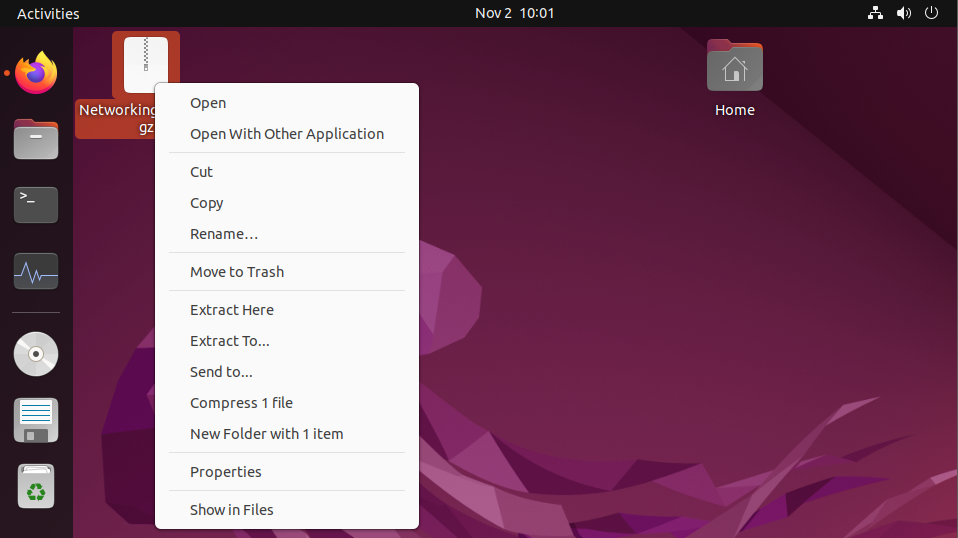 Activities
Nov 2 10:01
Networking
gz
Home
>_
Open
Open With Other Application
Cut
Copy
Rename…
Move to Trash
Extract Here
Extract To...
Send to...
Compress 1 file
New Folder with 1 item
Properties
Show in Files